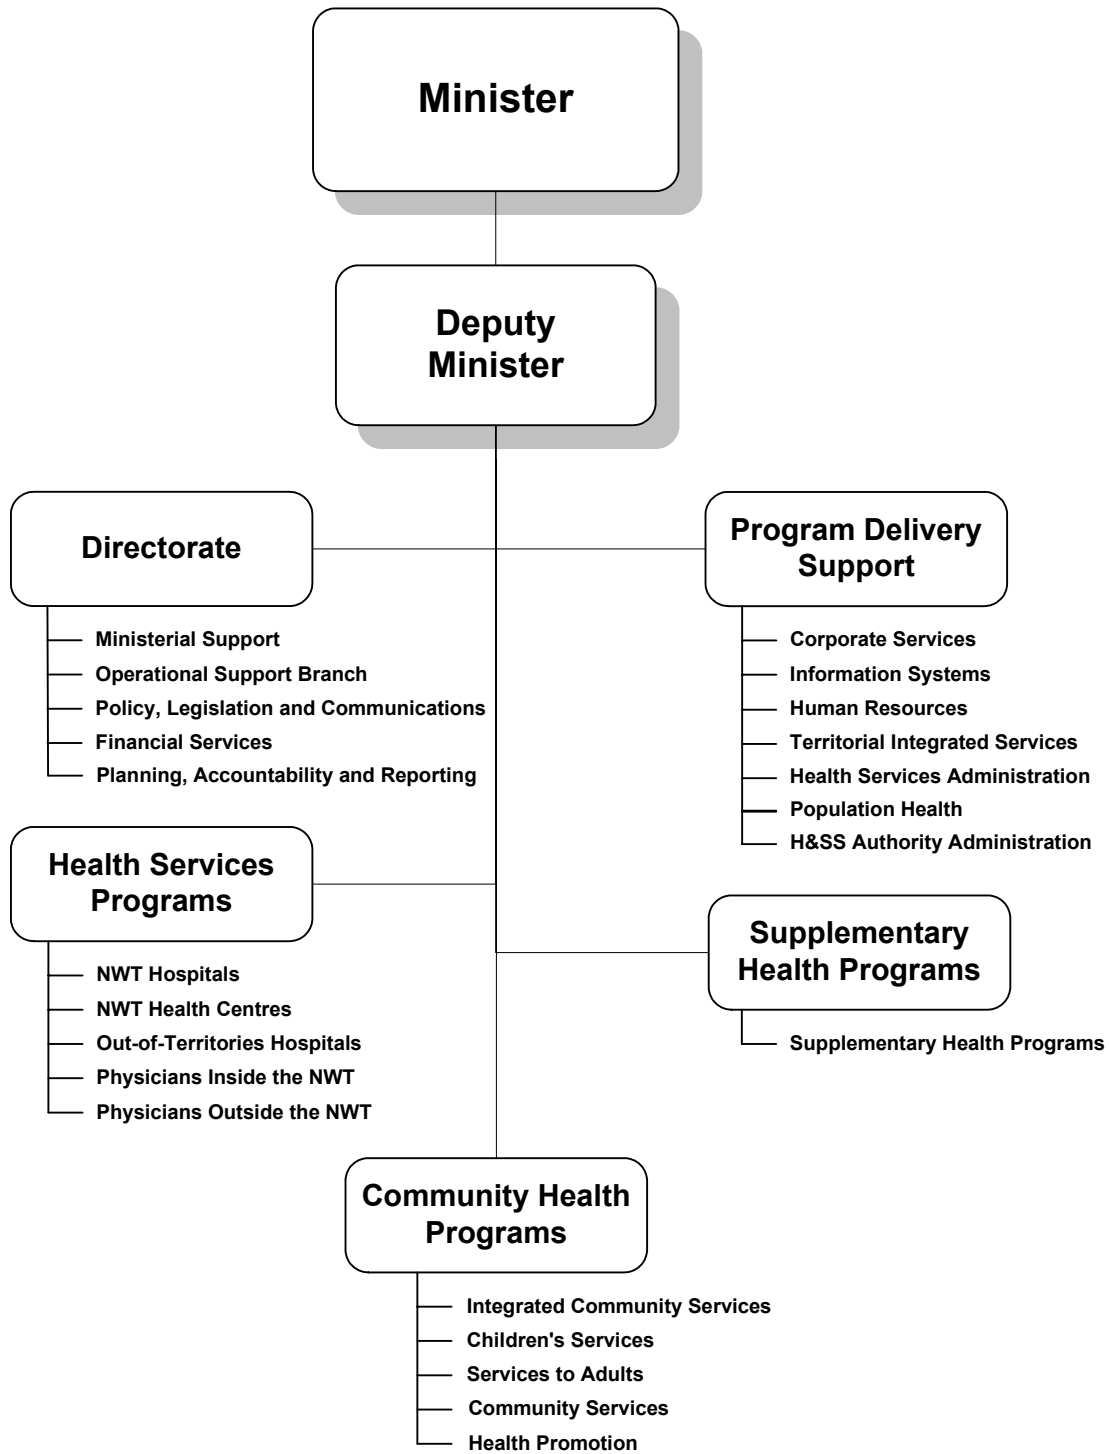 Minister
Deputy
Minister
Directorate
Ministerial Support
Operational Support Branch
Policy, Legislation and Communications
Financial Services
Planning, Accountability and Reporting
Program Delivery
Support
Corporate Services
Information Systems
Human Resources
Territorial Integrated Services
Health Services Administration
Population Health
H&SS Authority Administration
Health Services
Programs
NWT Hospitals
NWT Health Centres
Out-of-Territories Hospitals
Physicians Inside the NWT
Physicians Outside the NWT
Supplementary
Health Programs
Supplementary Health Programs
Community Health
Programs
Integrated Community Services
Children's Services
Services to Adults
Community Services
Health Promotion